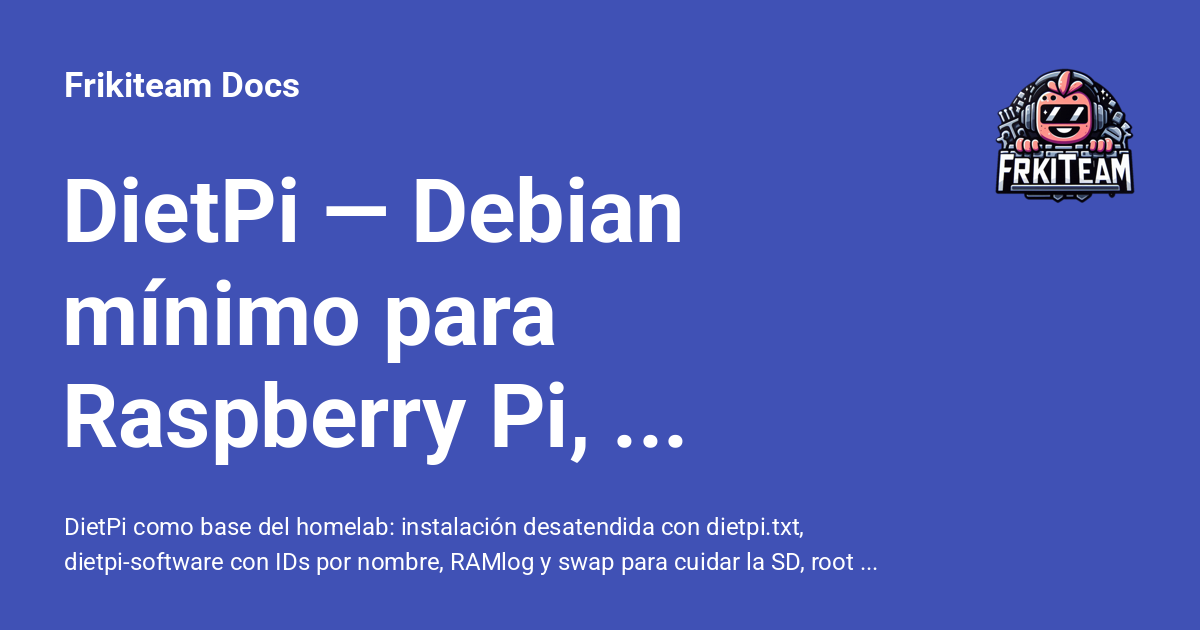 Frikiteam Docs
FRKITEAM
DietPi — Debian
mínimo para
Raspberry Pi, ...
DietPi como base del homelab: instalación desatendida con dietpi.txt,
dietpi-software con IDs por nombre, RAMlog y swap para cuidar la SD, root ...